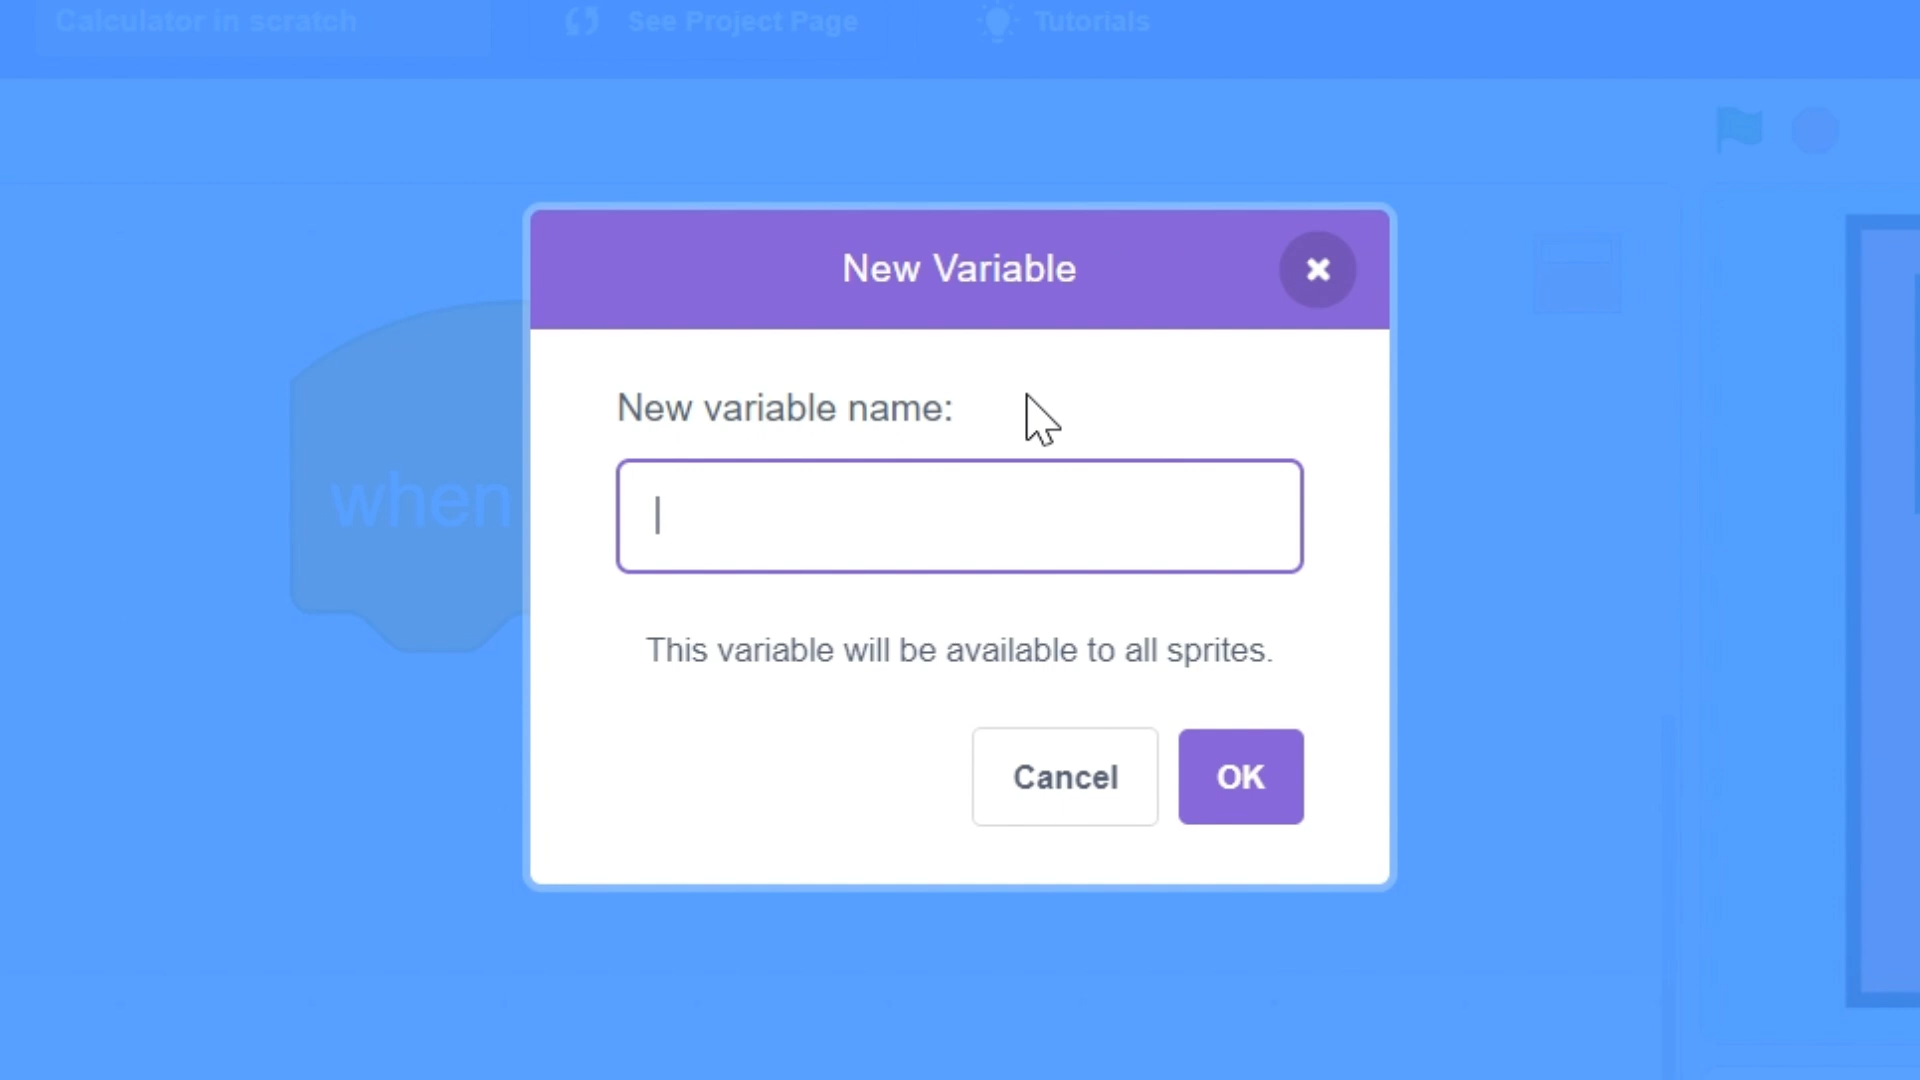 Calculator in scratch
See Project Page
Tutorials
New Variable
New variable name:
when
This variable will be available to all sprites.
Cancel
OK